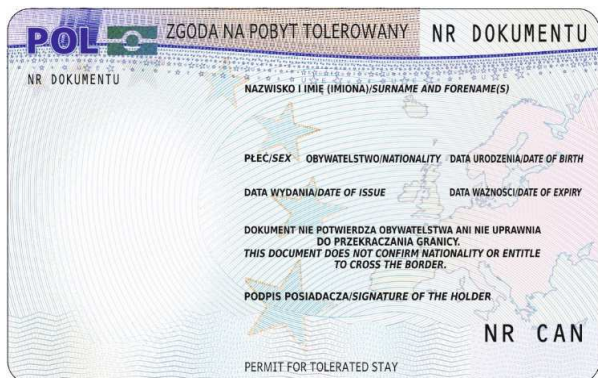 POL ZGODA NA POBYT TOLEROWANY NR DOKUMENTU
NR DOKUMENTU
NAZWISKO I IMIĘ (IMIONA)/SURNAME AND FORENAME(S)
PŁEĆ/SEX OBYWATELSTWO/NATIONALITY DATA URODZENIA/DATE OF BIRTH
DATA WYDANIA/DATE OF ISSUE DATA WAŻNOŚCI/DATE OF EXPIRY
DOKUMENT NIE POTWIERDZA OBYWATELSTWA ANI NIE UPRAWNIA
DO PRZEKRACZANIA GRANICY.
THIS DOCUMENT DOES NOT CONFIRM NATIONALITY OR ENTITLE
TO CROSS THE BORDER.
PODPIS POSIADACZA/SIGNATURE OF THE HOLDER
NR CAN
PERMIT FOR TOLERATED STAY